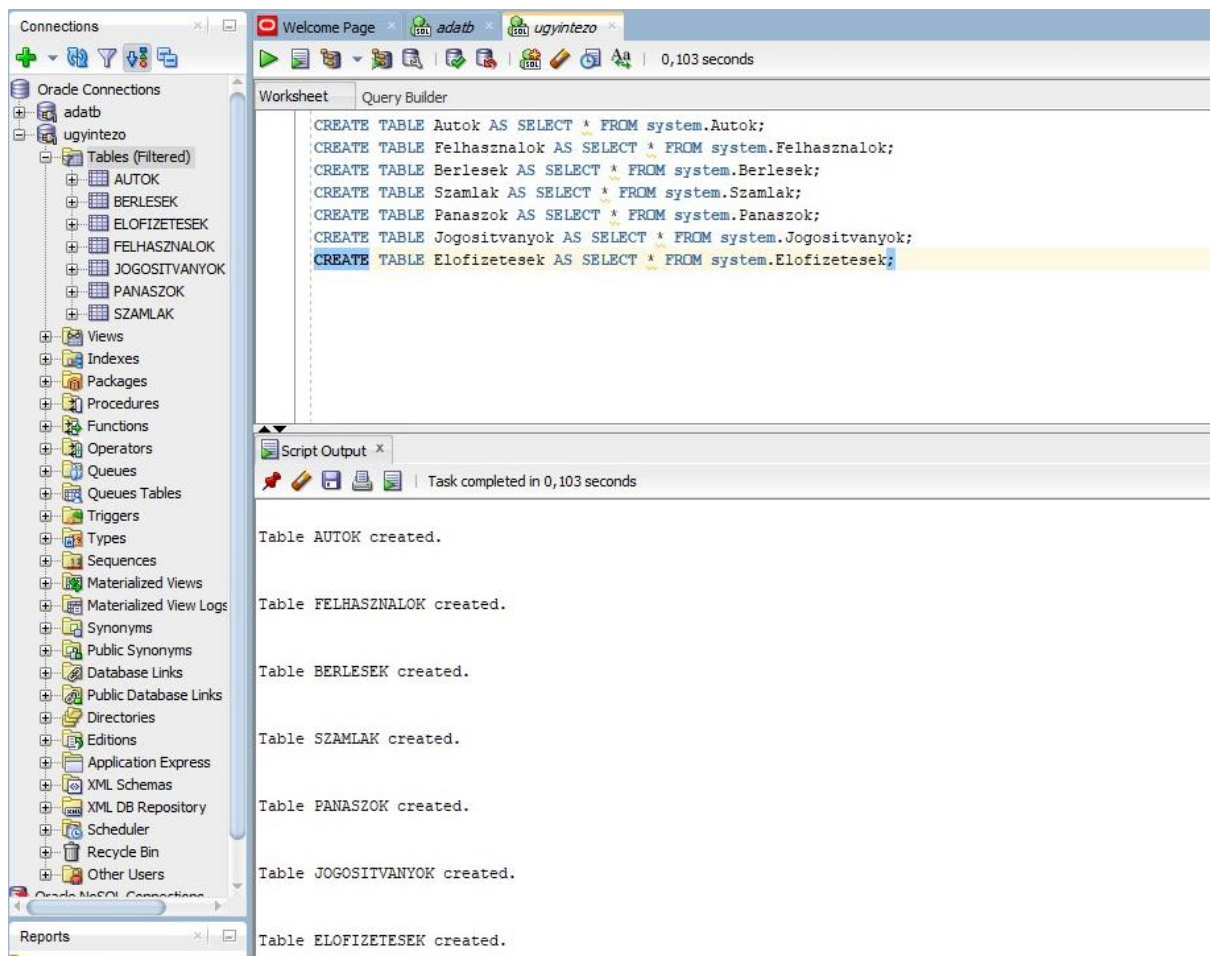 Connections
Oracle Connections
adatb
ugyintezo
Tables (Filtered)
AUTOK
BERLESEK
ELOFIZETESEK
FELHASZNALOK
JOGOSITVANYOK
PANASZOK
SZAMLAK
Views
Indexes
Packages
Procedures
Functions
Operators
Queues
Queues Tables
Triggers
Types
Sequences
Materialized Views
Materialized View Logs
Synonyms
Public Synonyms
Database Links
Public Database Links
Directories
Editions
Application Express
XML Schemas
XML DB Repository
Scheduler
Recycle Bin
Other Users
Oracle NoSQL Connections
Reports
Welcome Page
adatb
ugyintezo
0,103 seconds
Worksheet
Query Builder
CREATE TABLE Autok AS SELECT * FROM system.Autok;
CREATE TABLE Felhasznalok AS SELECT * FROM system.Felhasznalok;
CREATE TABLE Berlesek AS SELECT * FROM system.Berlesek;
CREATE TABLE Szamlak AS SELECT * FROM system.Szamlak;
CREATE TABLE Panaszok AS SELECT * FROM system.Panaszok;
CREATE TABLE Jogositvanyok AS SELECT * FROM system.Jogositvanyok;
CREATE TABLE Elofizetesek AS SELECT * FROM system.Elofizetesek;
Script Output
Task completed in 0,103 seconds
Table AUTOK created.
Table FELHASZNALOK created.
Table BERLESEK created.
Table SZAMLAK created.
Table PANASZOK created.
Table JOGOSITVANYOK created.
Table ELOFIZETESEK created.